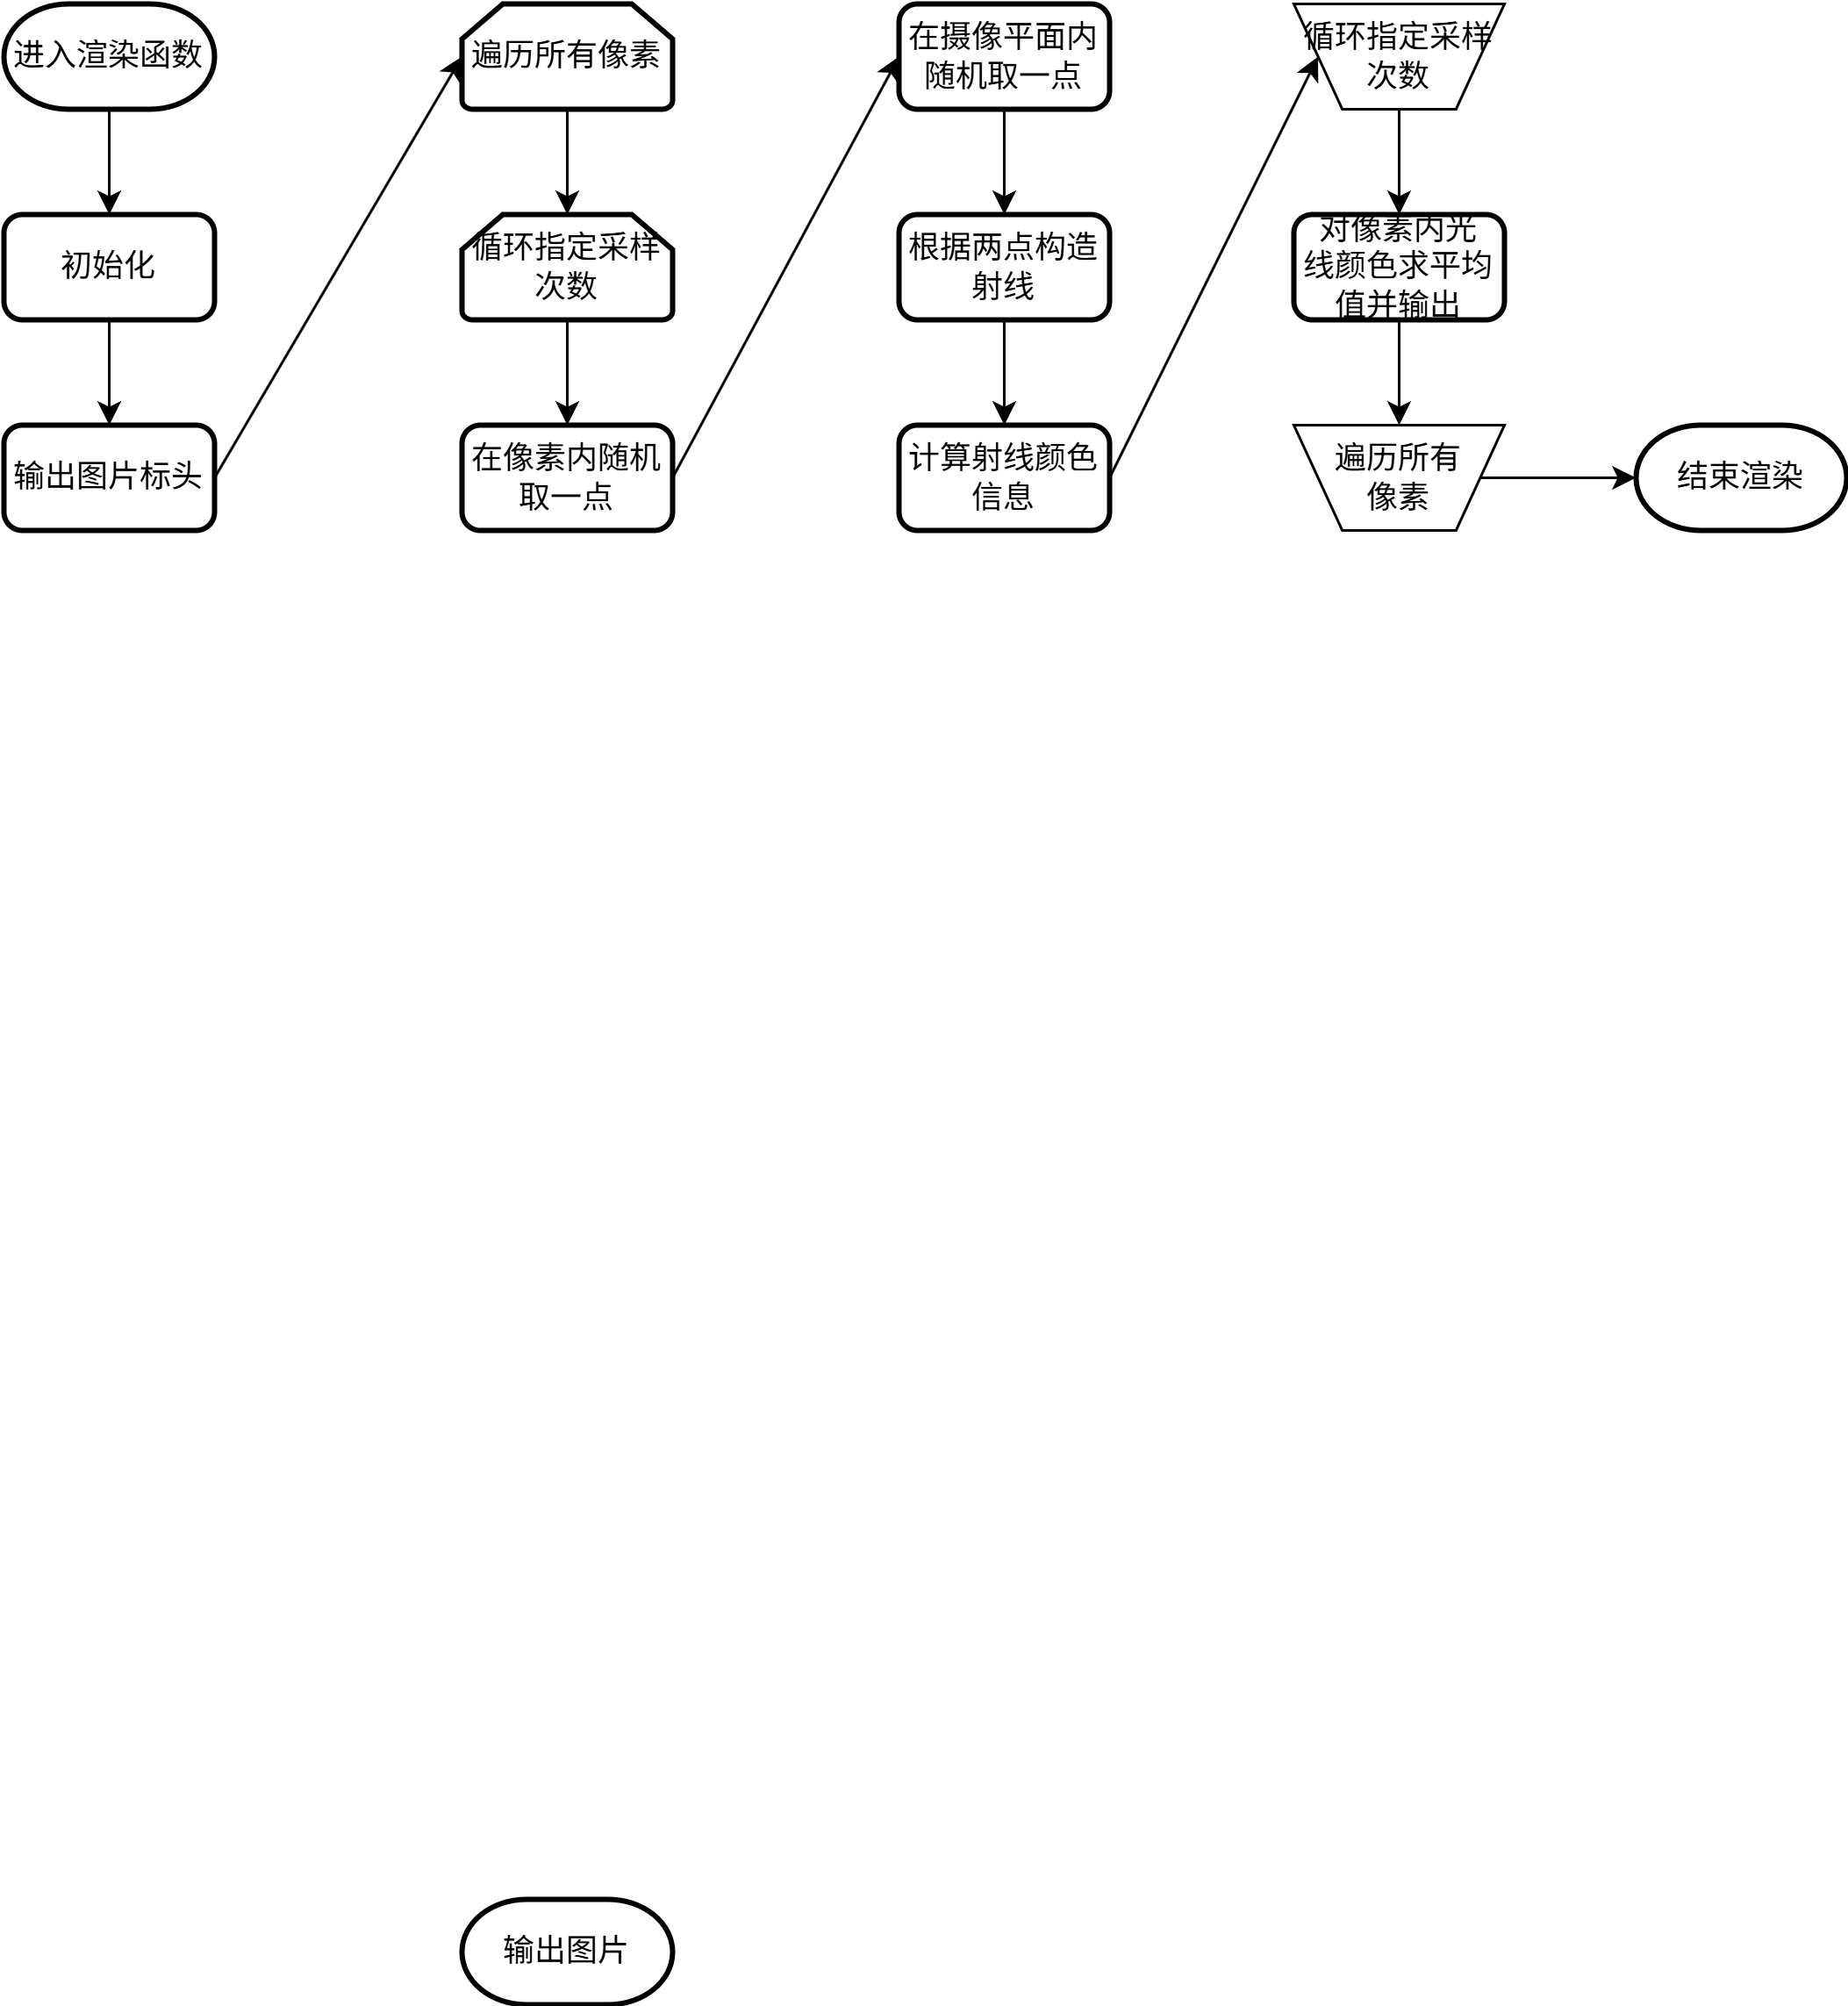 进入渲染函数
初始化
输出图片标头
遍历所有像素
循环指定采样
次数
在像素内随机
取一点
在摄像平面内
随机取一点
根据两点构造
射线
计算射线颜色
信息
循环指定采样
次数
对像素内光
线颜色求平均
值并输出
遍历所有
像素
结束渲染
输出图片